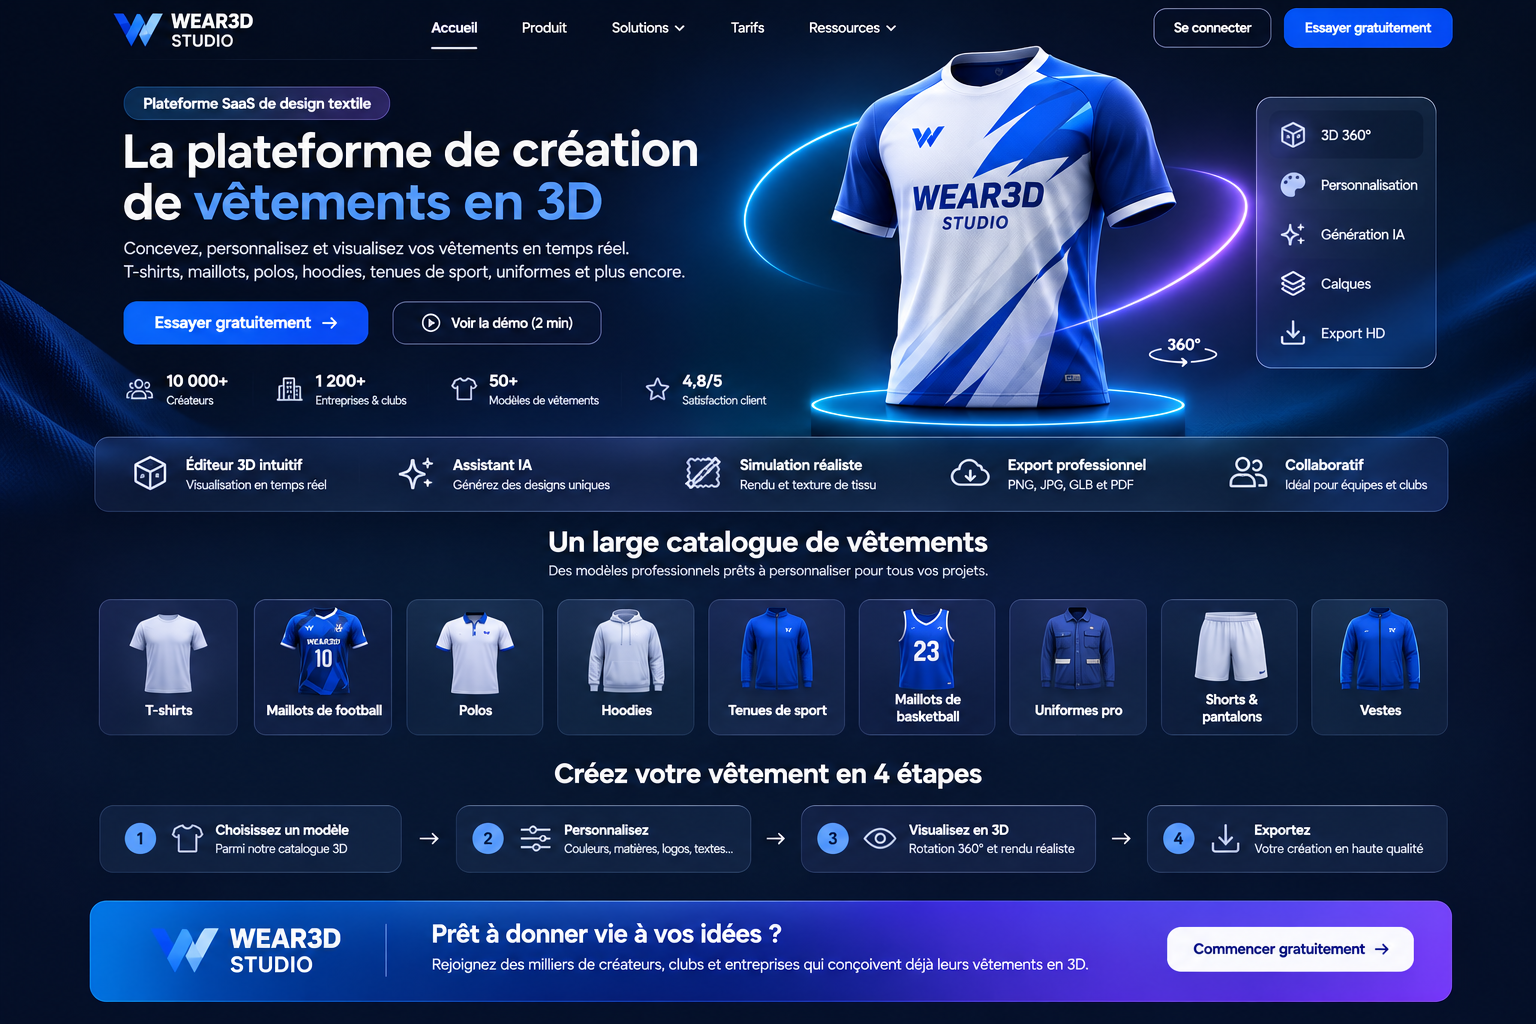 WEAR3D
STUDIO
Accueil
Produit
Solutions
Tarifs
Ressources
Se connecter
Essayer gratuitement
Plateforme SaaS de design textile
La plateforme de création
de vêtements en 3D
Concevez, personnalisez et visualisez vos vêtements en temps réel.
T-shirts, maillots, polos, hoodies, tenues de sport, uniformes et plus encore.
Essayer gratuitement →
Voir la démo (2 min)
10 000+
Créateurs
1 200+
Entreprises & clubs
50+
Modèles de vêtements
4,8/5
Satisfaction client
WEAR3D
STUDIO
360°
3D 360°
Personnalisation
Génération IA
Calques
Export HD
Éditeur 3D intuitif
Visualisation en temps réel
Assistant IA
Générez des designs uniques
Simulation réaliste
Rendu et texture de tissu
Export professionnel
PNG, JPG, GLB et PDF
Collaboratif
Idéal pour équipes et clubs
Un large catalogue de vêtements
Des modèles professionnels prêts à personnaliser pour tous vos projets.
T-shirts
WEAR3D
10
Maillots de football
Polos
Hoodies
Tenues de sport
23
Maillots de
basketball
Uniformes pro
Shorts &
pantalons
Vestes
Créez votre vêtement en 4 étapes
1
Choisissez un modèle
Parmi notre catalogue 3D
→
2
Personnalisez
Couleurs, matières, logos, textes...
→
3
Visualisez en 3D
Rotation 360° et rendu réaliste
→
4
Exportez
Votre création en haute qualité
WEAR3D
STUDIO
Prêt à donner vie à vos idées ?
Rejoignez des milliers de créateurs, clubs et entreprises qui conçoivent déjà leurs vêtements en 3D.
Commencer gratuitement →